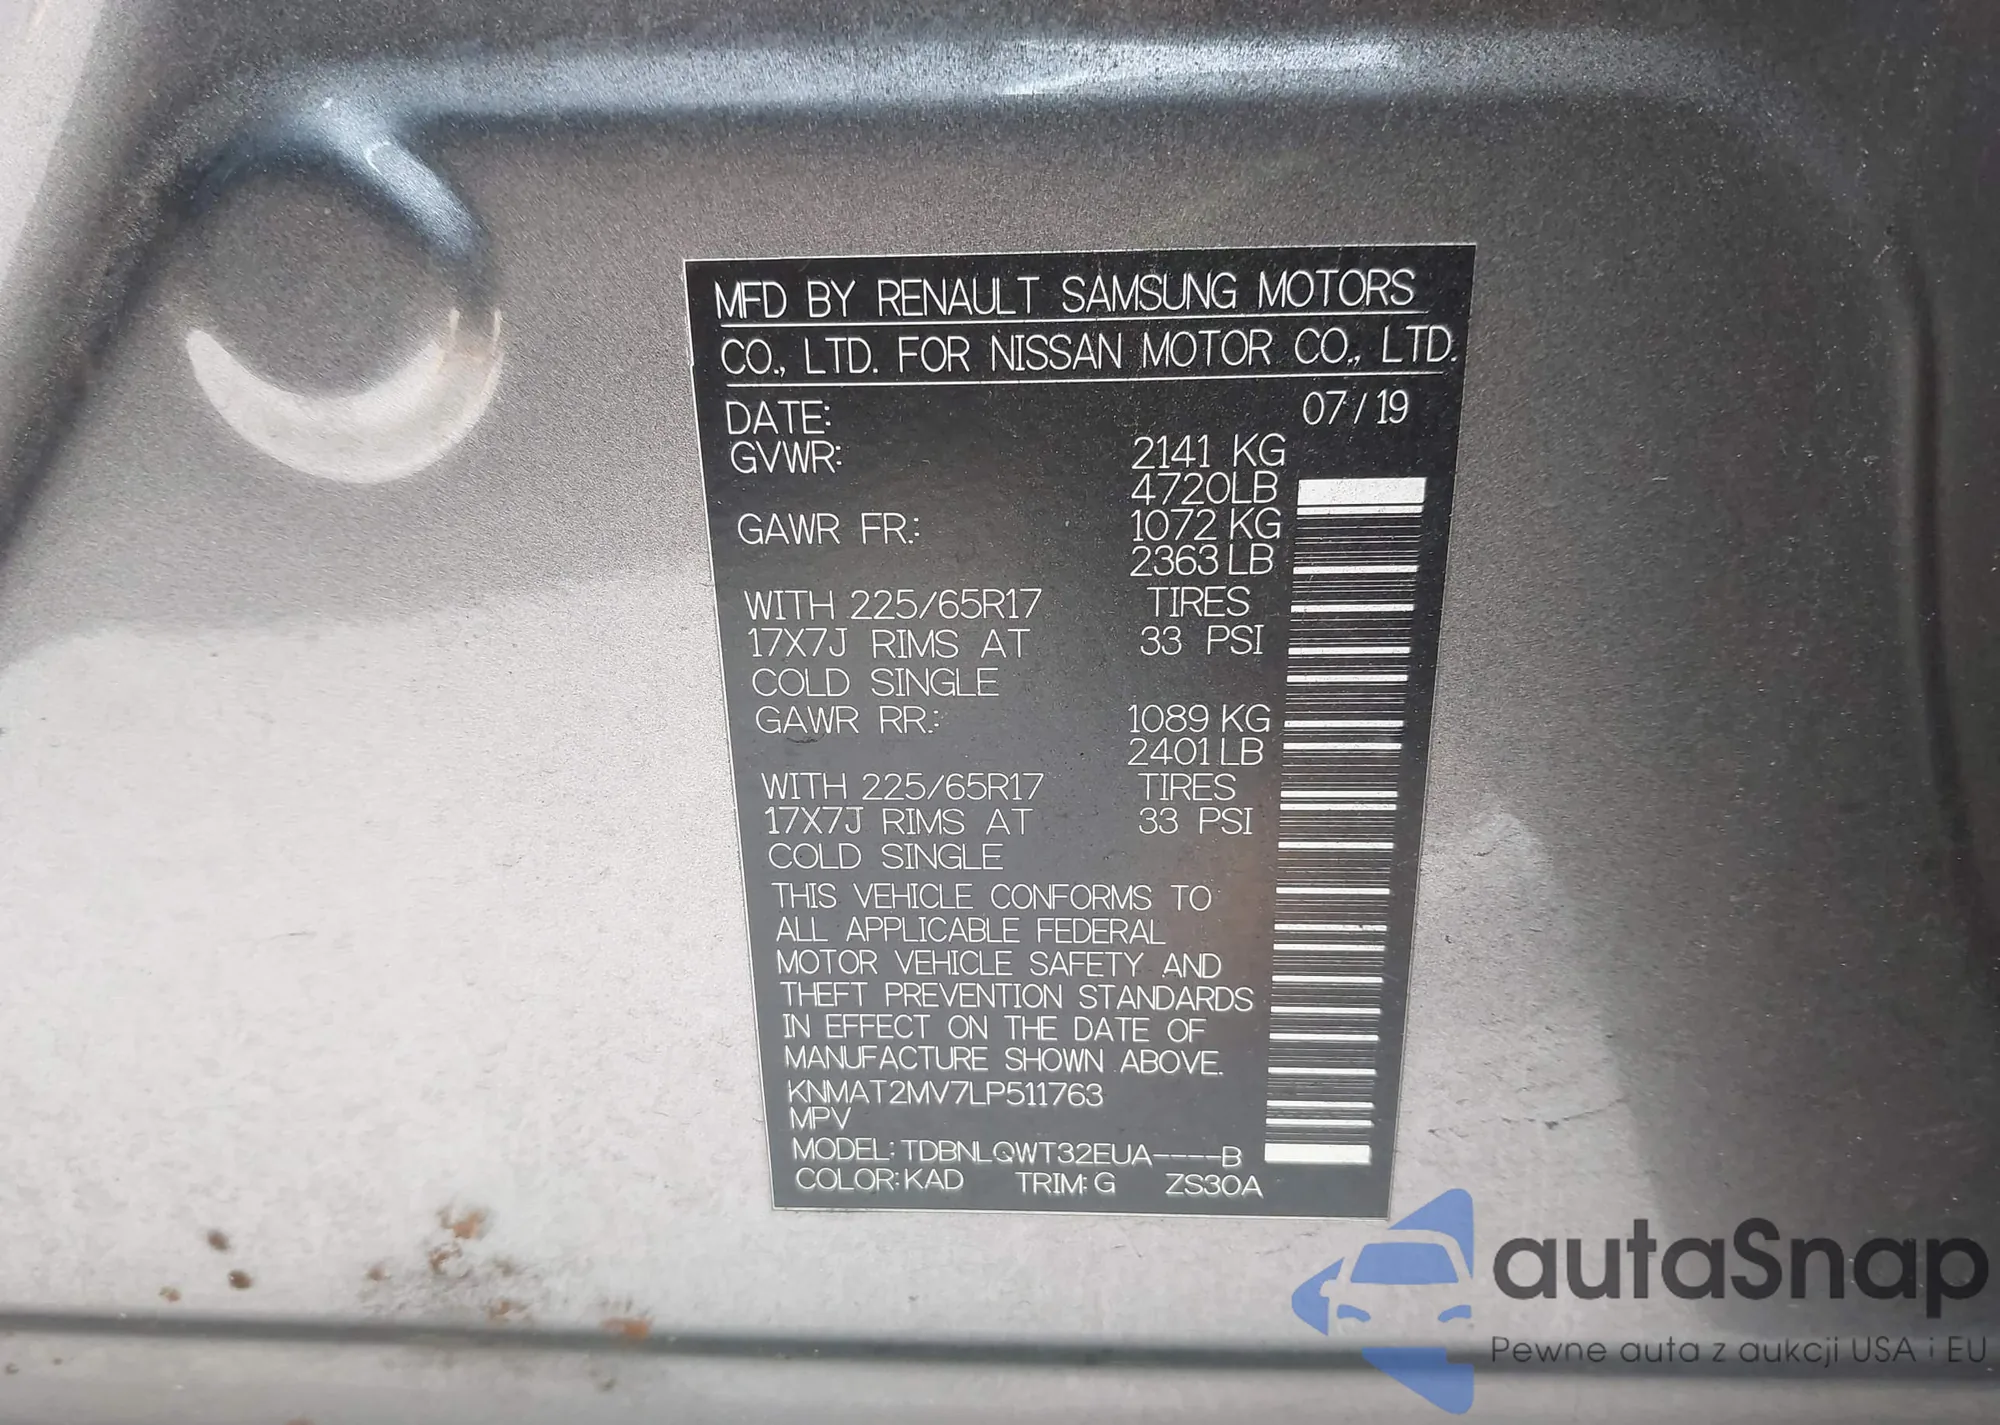 MFD BY RENAULT SAMSUNG MOTORS
CO., LTD. FOR NISSAN MOTOR CO., LTD.
DATE: 07/19
GVWR: 2141 KG
4720LB
GAWR FR.: 1072 KG
2363 LB
WITH 225/65R17 TIRES
17X7J RIMS AT 33 PSI
COLD SINGLE
GAWR RR.: 1089 KG
2401 LB
WITH 225/65R17 TIRES
17X7J RIMS AT 33 PSI
COLD SINGLE
THIS VEHICLE CONFORMS TO
ALL APPLICABLE FEDERAL
MOTOR VEHICLE SAFETY AND
THEFT PREVENTION STANDARDS
IN EFFECT ON THE DATE OF
MANUFACTURE SHOWN ABOVE.
KNMAT2MV7LP511763
MPV
MODEL: TDBNLQWT32EUA----B
COLOR: KAD TRIM: G ZS30A
autaSnap
Pewne auta z aukcji USA i EU